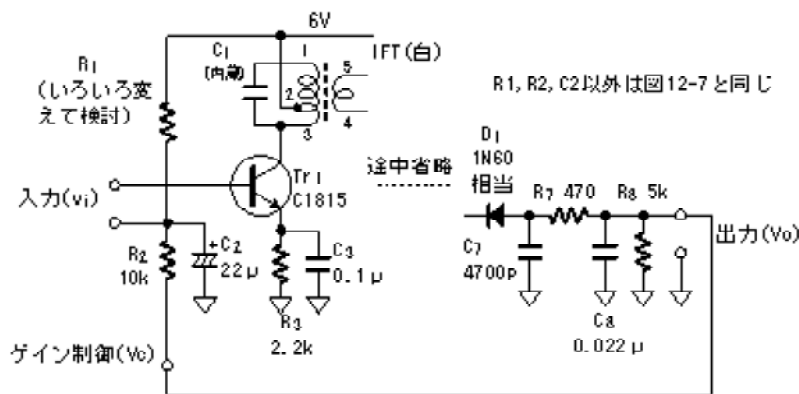 6V
IFT(白)
C1
(内蔵)
1
2
3
5
4
R1
(いろいろ変
えて検討)
R1, R2, C2以外は図12-7と同じ
Tr1
C1815
途中省略
D1
1N60
相当
R7 470
R8 5k
入力(vi)
R2
10k
+C2
22μ
C3
0.1μ
C7
4700p
出力(Vo)
R3
2.2k
C8
0.022μ
ゲイン制御(Vc)